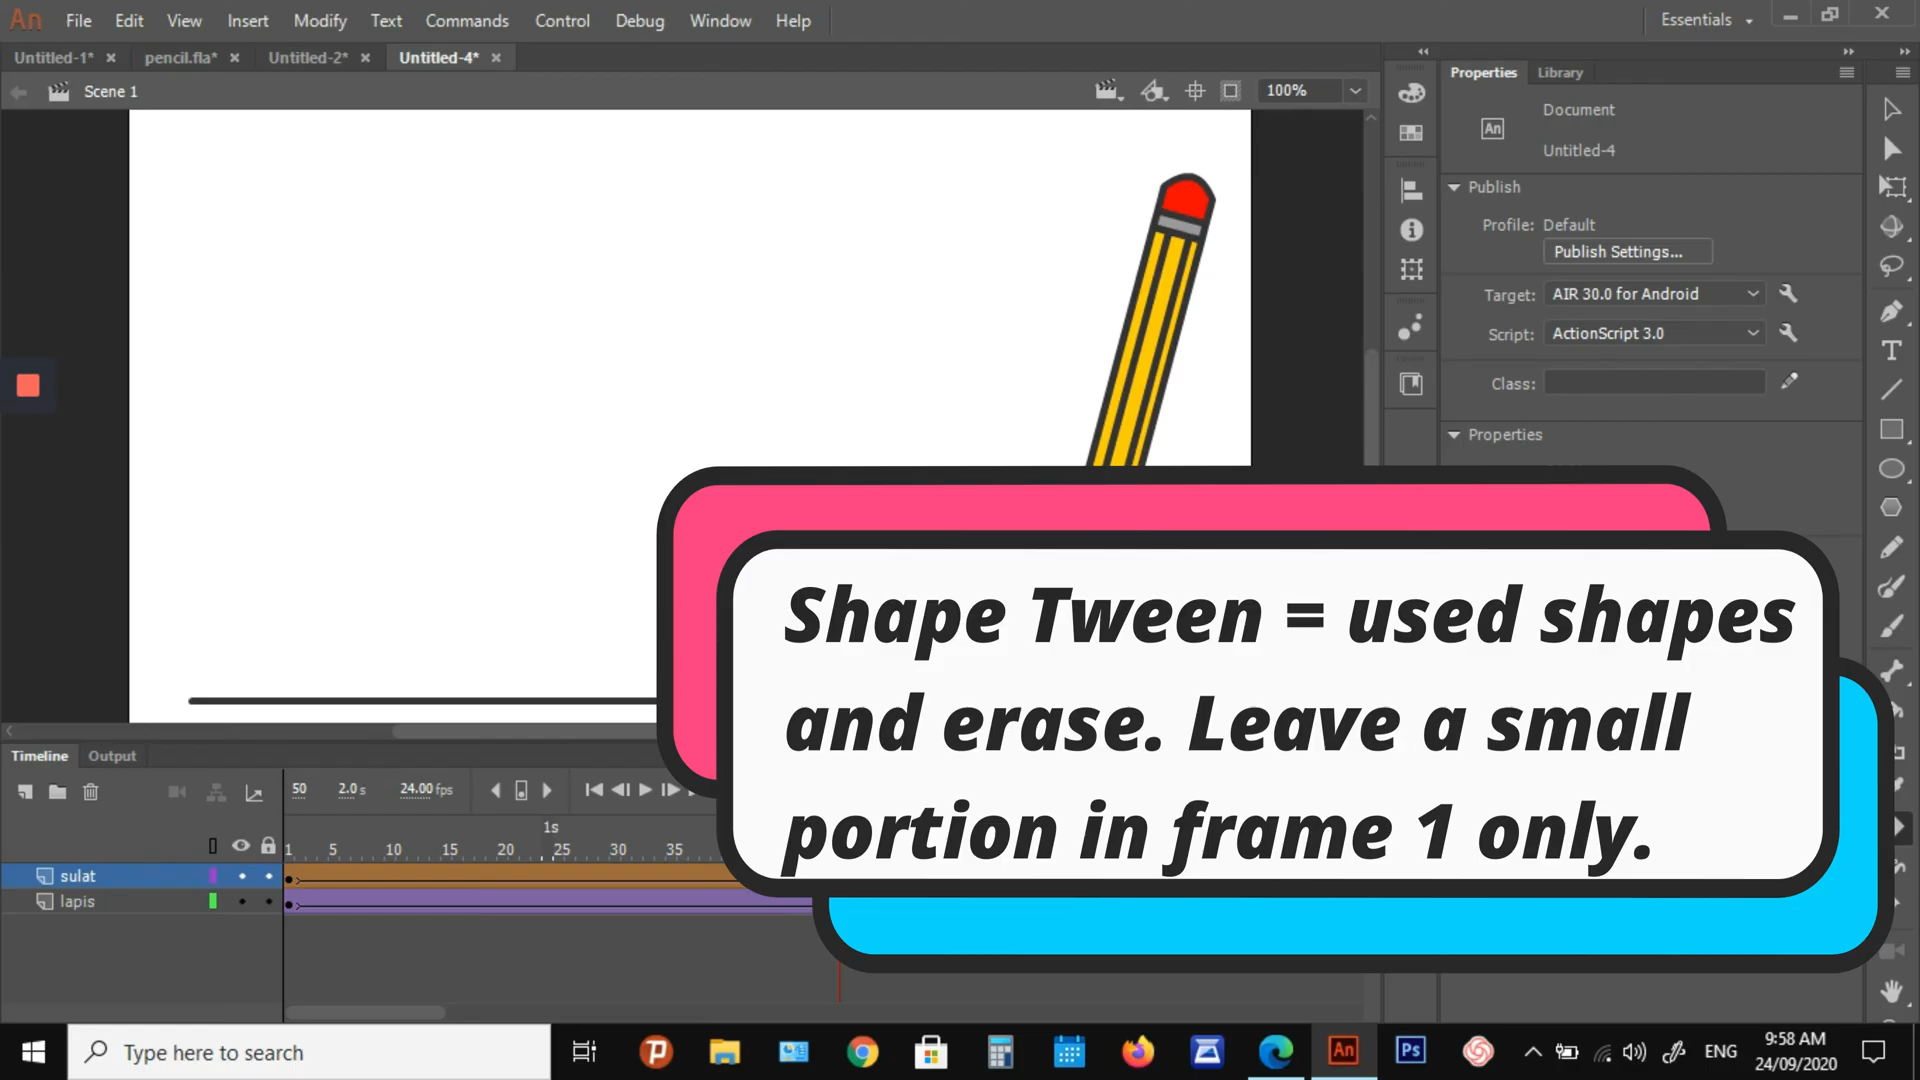 An File Edit View Insert Modify Text Commands Control Debug Window Help Essentials
Untitled-1* pencil.fla* Untitled-2* Untitled-4*
Scene 1 100%
Properties Library
An Document
Untitled-4
Publish
Profile: Default
Publish Settings...
Target: AIR 30.0 for Android
Script: ActionScript 3.0
Class:
Properties
Shape Tween = used shapes
and erase. Leave a small
portion in frame 1 only.
Timeline Output
50 2.0 s 24.00 fps
1s
1 5 10 15 20 25 30 35
sulat
lapis
Type here to search
An Ps ENG
9:58 AM
24/09/2020